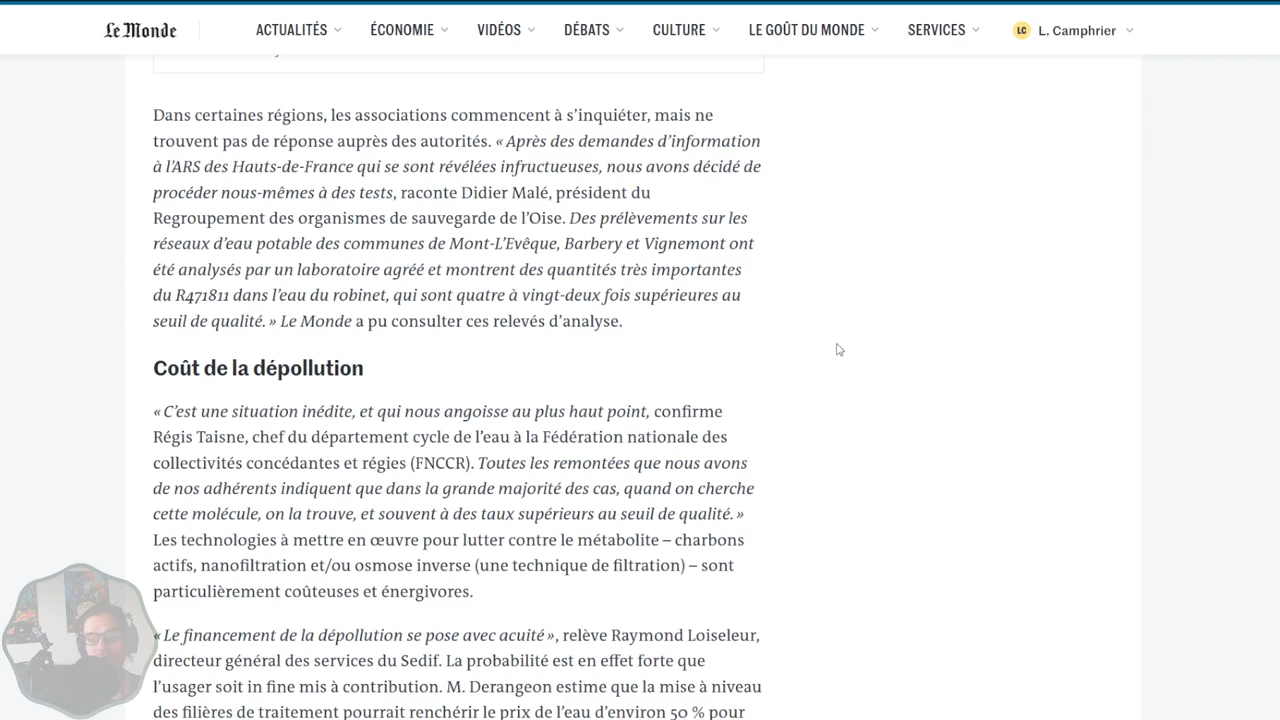 Le Monde
ACTUALITÉS
ÉCONOMIE
VIDÉOS
DÉBATS
CULTURE
LE GOÛT DU MONDE
SERVICES
LC
L. Camphrier
Dans certaines régions, les associations commencent à s’inquiéter, mais ne
trouvent pas de réponse auprès des autorités. « Après des demandes d’information
à l’ARS des Hauts-de-France qui se sont révélées infructueuses, nous avons décidé de
procéder nous-mêmes à des tests, raconte Didier Malé, président du
Regroupement des organismes de sauvegarde de l’Oise. Des prélèvements sur les
réseaux d’eau potable des communes de Mont-L’Evêque, Barbery et Vignemont ont
été analysés par un laboratoire agréé et montrent des quantités très importantes
du R471811 dans l’eau du robinet, qui sont quatre à vingt-deux fois supérieures au
seuil de qualité. » Le Monde a pu consulter ces relevés d’analyse.
Coût de la dépollution
« C’est une situation inédite, et qui nous angoisse au plus haut point, confirme
Régis Taisne, chef du département cycle de l’eau à la Fédération nationale des
collectivités concédantes et régies (FNCCR). Toutes les remontées que nous avons
de nos adhérents indiquent que dans la grande majorité des cas, quand on cherche
cette molécule, on la trouve, et souvent à des taux supérieurs au seuil de qualité. »
Les technologies à mettre en œuvre pour lutter contre le métabolite – charbons
actifs, nanofiltration et/ou osmose inverse (une technique de filtration) – sont
particulièrement coûteuses et énergivores.
« Le financement de la dépollution se pose avec acuité », relève Raymond Loiseleur,
directeur général des services du Sedif. La probabilité est en effet forte que
l’usager soit in fine mis à contribution. M. Derangeon estime que la mise à niveau
des filières de traitement pourrait renchérir le prix de l’eau d’environ 50 % pour